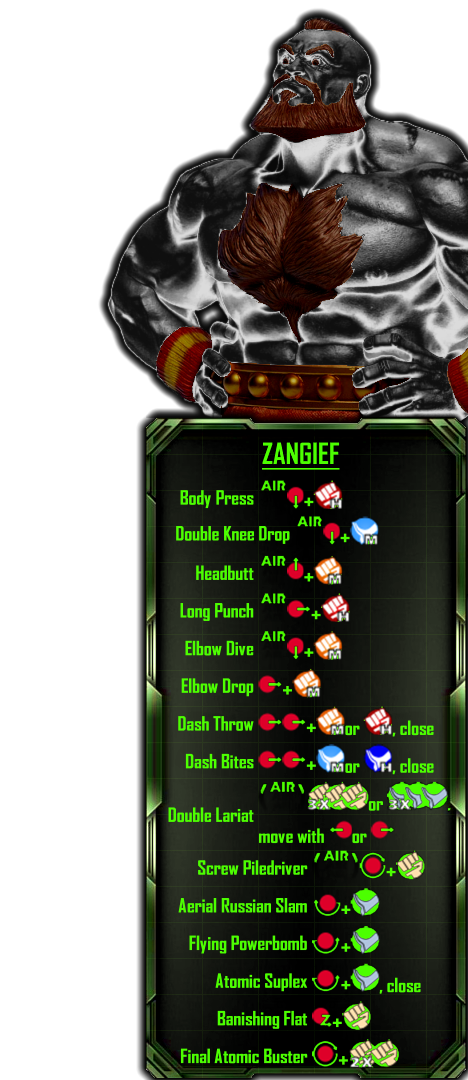 ZANGIEF
AIR
Body Press + H
AIR
Double Knee Drop + M
AIR
Headbutt + M
AIR
Long Punch + H
AIR
Elbow Dive + M
Elbow Drop + M
Dash Throw + M or H, close
Dash Bites + M or H, close
(AIR)
3X or 3X.
Double Lariat
move with or
(AIR)
Screw Piledriver +
Aerial Russian Slam +
Flying Powerbomb +
Atomic Suplex +, close
Banishing Flat Z+
Final Atomic Buster + 2X